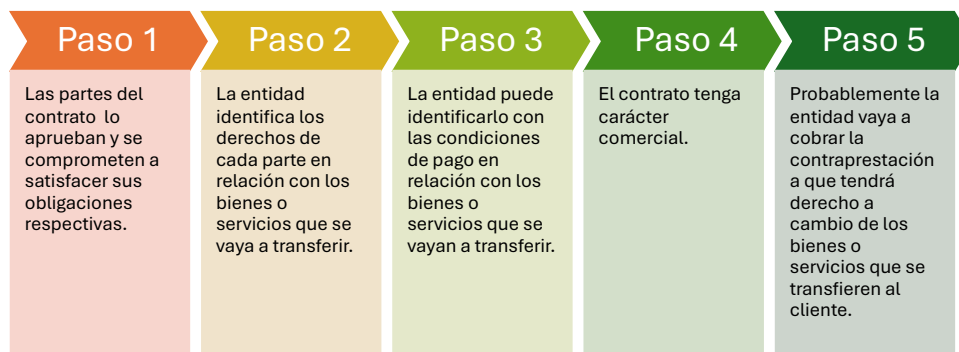 Paso 1
Las partes del
contrato lo
aprueban y se
comprometen a
satisfacer sus
obligaciones
respectivas.
Paso 2
La entidad
identifica los
derechos de
cada parte en
relación con los
bienes o
servicios que se
vaya a transferir.
Paso 3
La entidad puede
identificarlo con
las condiciones
de pago en
relación con los
bienes o
servicios que se
vayan a transferir.
Paso 4
El contrato tenga
carácter
comercial.
Paso 5
Probablemente la
entidad vaya a
cobrar la
contraprestación
a que tendrá
derecho a
cambio de los
bienes o
servicios que se
transfieren al
cliente.